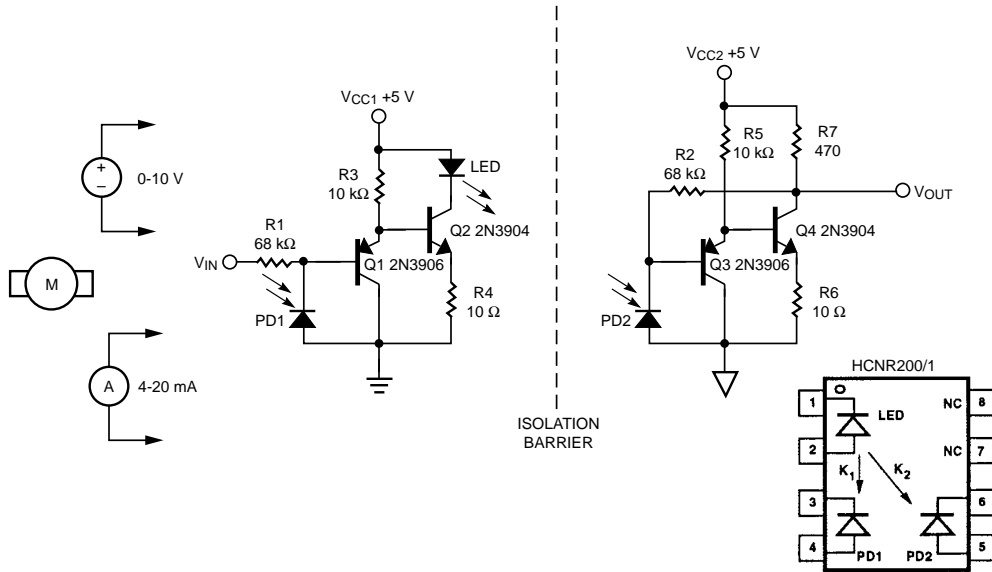 0-10 V
M
A
4-20 mA
VCC1 +5 V
LED
R3
10 kΩ
R1
68 kΩ
VIN
Q1 2N3906
Q2 2N3904
R4
10 Ω
PD1
ISOLATION
BARRIER
VCC2 +5 V
R5
10 kΩ
R7
470
R2
68 kΩ
VOUT
Q4 2N3904
Q3 2N3906
R6
10 Ω
PD2
HCNR200/1
1
LED
NC
8
2
NC
7
K1
K2
3
6
4
PD1
PD2
5